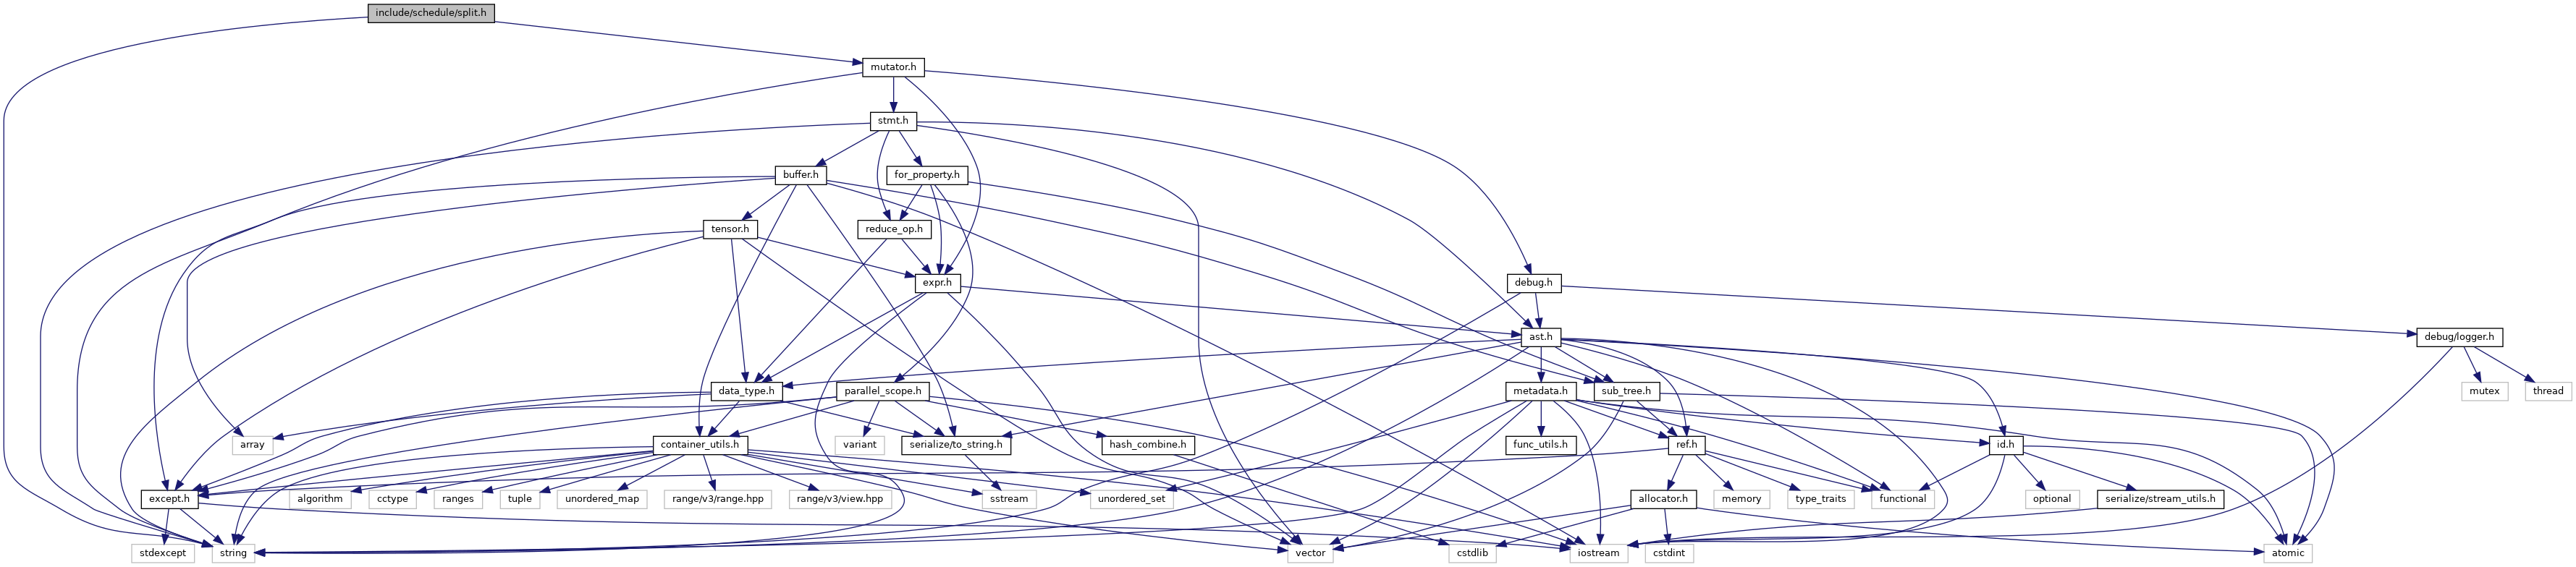 include/schedule/split.h
mutator.h
stmt.h
buffer.h
for_property.h
tensor.h
reduce_op.h
expr.h
debug.h
ast.h
debug/logger.h
data_type.h
parallel_scope.h
metadata.h
sub_tree.h
mutex
thread
array
container_utils.h
variant
serialize/to_string.h
hash_combine.h
func_utils.h
ref.h
id.h
except.h
algorithm
cctype
ranges
tuple
unordered_map
range/v3/range.hpp
range/v3/view.hpp
sstream
unordered_set
allocator.h
memory
type_traits
functional
optional
serialize/stream_utils.h
stdexcept
string
vector
cstdlib
iostream
cstdint
atomic